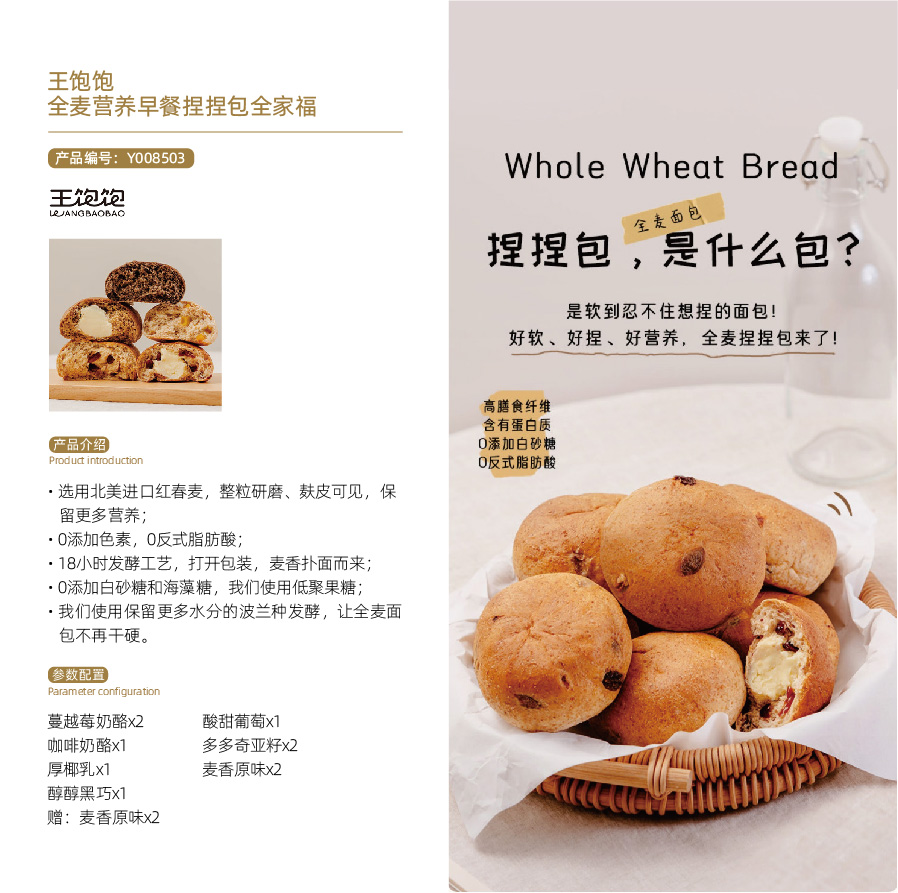 王饱饱
全麦营养早餐捏捏包全家福
产品编号：Y008503
王饱饱
WANGBAOBAO
产品介绍
Product introduction
• 选用北美进口红春麦，整粒研磨、麸皮可见，保
留更多营养；
• 0添加色素，0反式脂肪酸；
• 18小时发酵工艺，打开包装，麦香扑面而来；
• 0添加白砂糖和海藻糖，我们使用低聚果糖；
• 我们使用保留更多水分的波兰种发酵，让全麦面
包不再干硬。
参数配置
Parameter configuration
蔓越莓奶酪x2
咖啡奶酪x1
厚椰乳x1
醇醇黑巧x1
赠：麦香原味x2
酸甜葡萄x1
多多奇亚籽x2
麦香原味x2
Whole Wheat Bread
全麦面包
捏捏包，是什么包？
是软到忍不住想捏的面包！
好软、好捏、好营养，全麦捏捏包来了！
高膳食纤维
含有蛋白质
0添加白砂糖
0反式脂肪酸